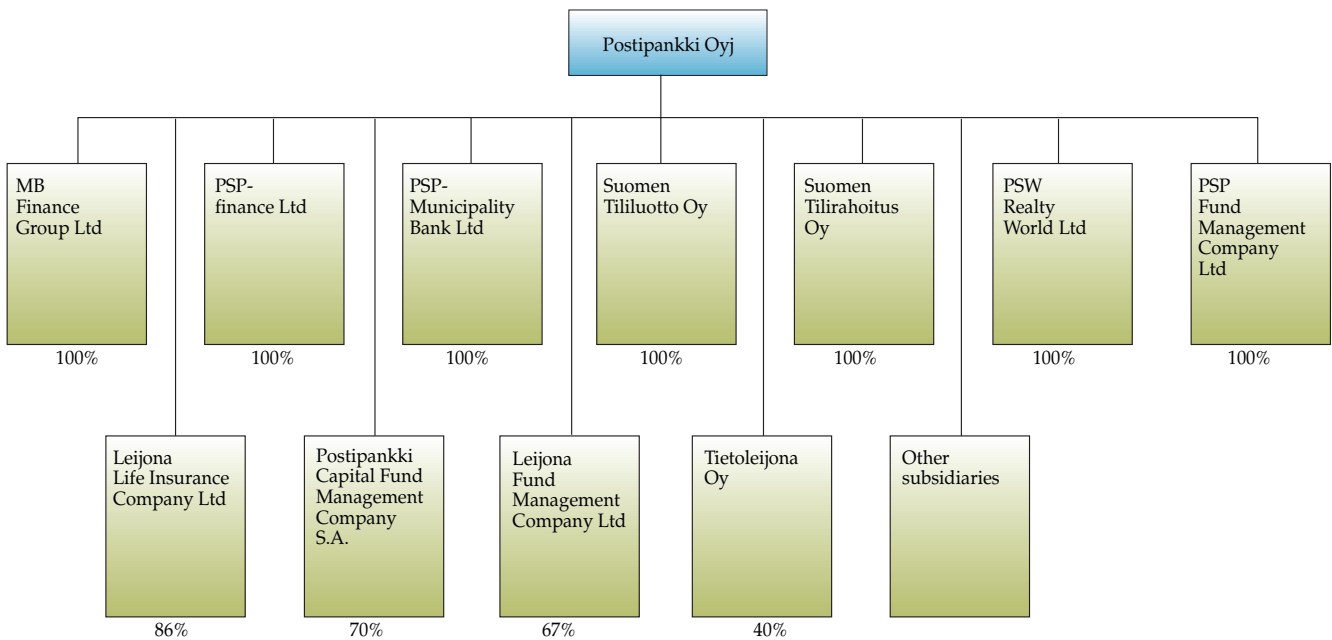 Postipankki Oyj
MB
Finance
Group Ltd
100%
PSP-
finance Ltd
100%
PSP-
Municipality
Bank Ltd
100%
Suomen
Tililuotto Oy
100%
Suomen
Tilirahoitus
Oy
100%
PSW
Realty
World Ltd
100%
PSP
Fund
Management
Company
Ltd
100%
Leijona
Life Insurance
Company Ltd
86%
Postipankki
Capital Fund
Management
Company
S.A.
70%
Leijona
Fund
Management
Company Ltd
67%
Tietoleijona
Oy
40%
Other
subsidiaries